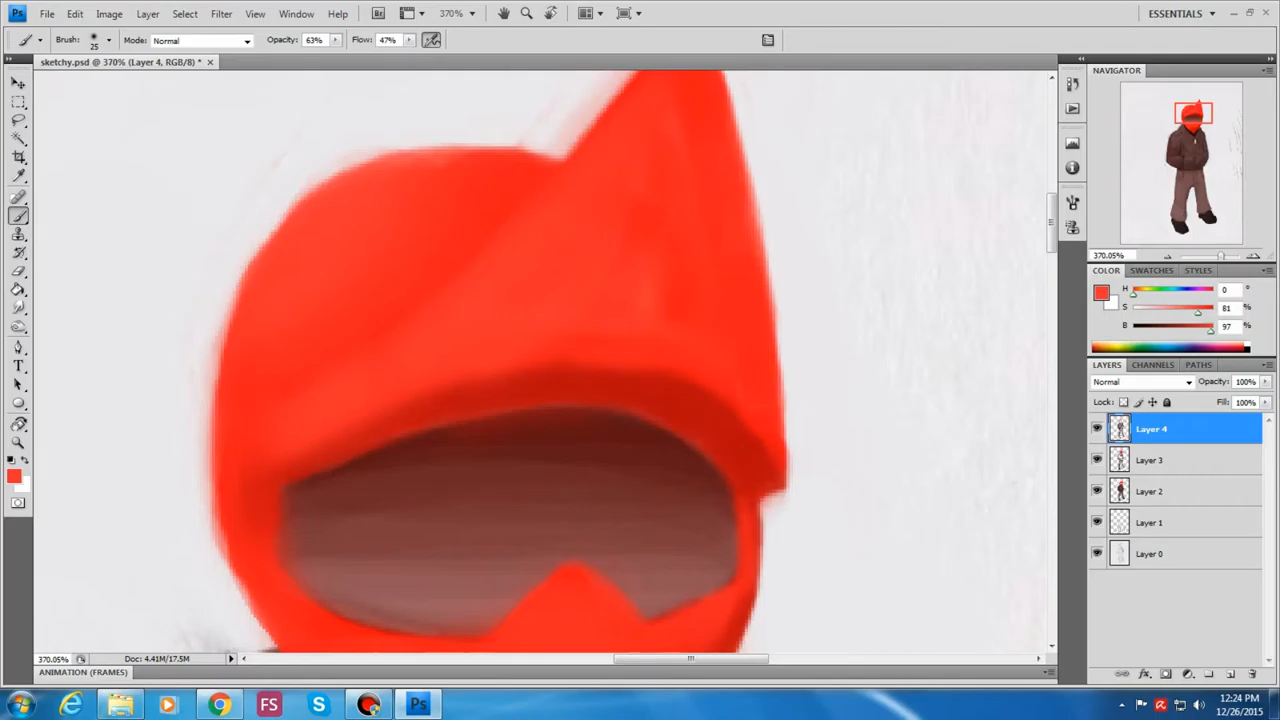 Ps File Edit Image Layer Select Filter View Window Help Br 370% ESSENTIALS
Brush: 25 Mode: Normal Opacity: 63% Flow: 47%
sketchy.psd @ 370% (Layer 4, RGB/8) * ×
NAVIGATOR
370.05%
COLOR SWATCHES STYLES
H 0 °
S 81 %
B 97 %
LAYERS CHANNELS PATHS
Normal Opacity: 100%
Lock: Fill: 100%
Layer 4
Layer 3
Layer 2
Layer 1
Layer 0
T
370.05% Doc: 4.41M/17.5M
ANIMATION (FRAMES)
FS S Ps
12:24 PM
12/26/2015